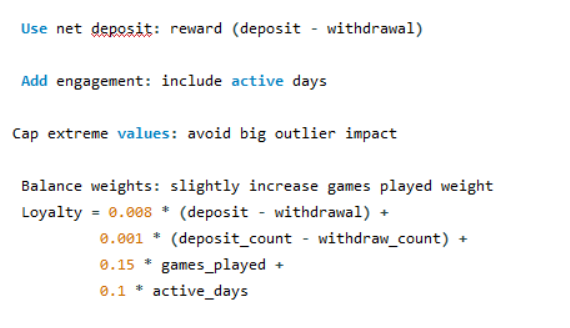 Use net deposit: reward (deposit - withdrawal)
Add engagement: include active days
Cap extreme values: avoid big outlier impact
Balance weights: slightly increase games played weight
Loyalty = 0.008 * (deposit - withdrawal) +
0.001 * (deposit_count - withdraw_count) +
0.15 * games_played +
0.1 * active_days